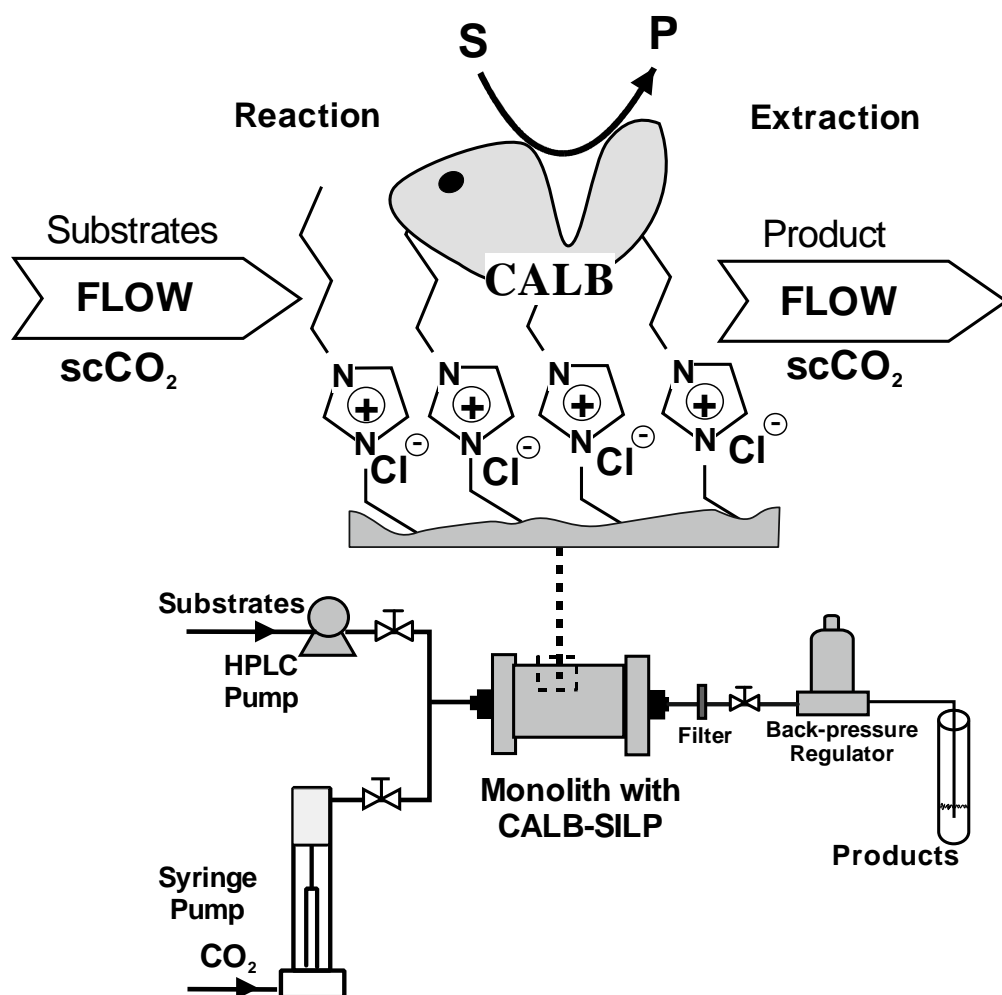 S
P
Reaction
Extraction
Substrates
FLOW
scCO₂
CALB
Product
FLOW
scCO₂
N
N
N
N
+
+
+
+
N
N
N
N
Cl⁻
Cl⁻
Cl⁻
Cl⁻
Substrates
HPLC
Pump
Filter
Back-pressure
Regulator
Monolith with
CALB-SILP
Products
Syringe
Pump
CO₂